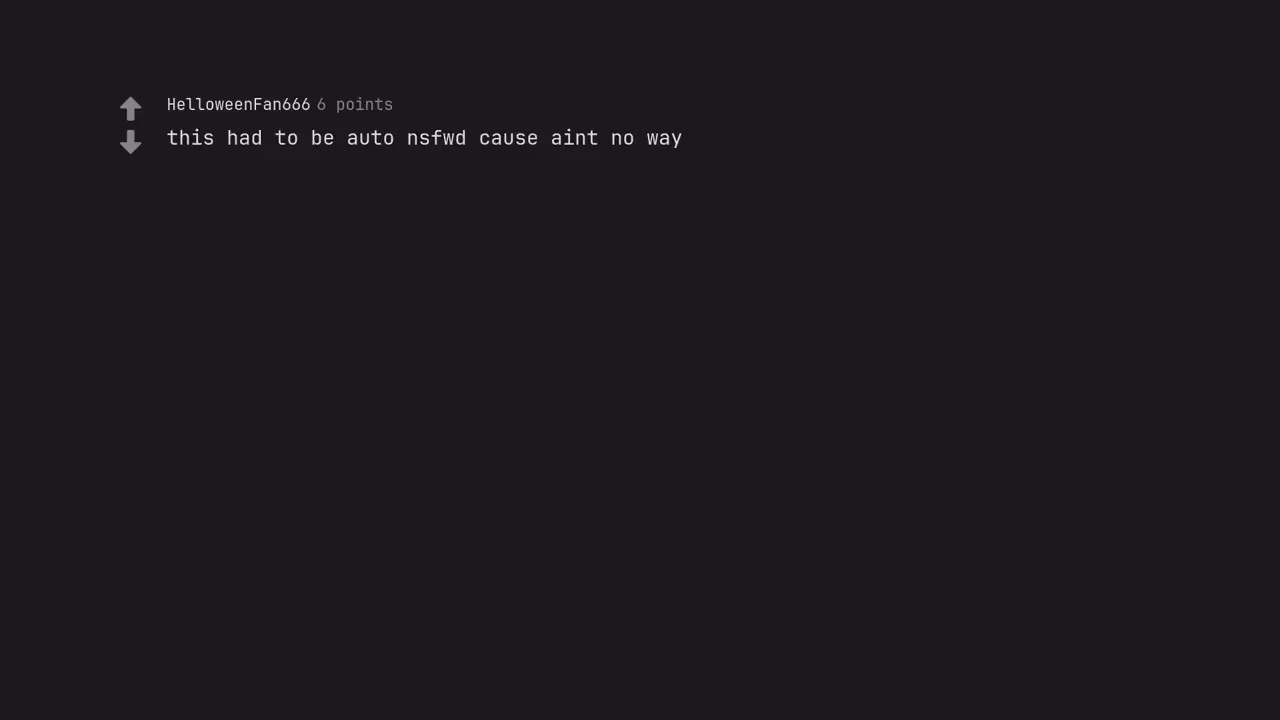 HelloweenFan666 6 points
this had to be auto nsfwd cause aint no way